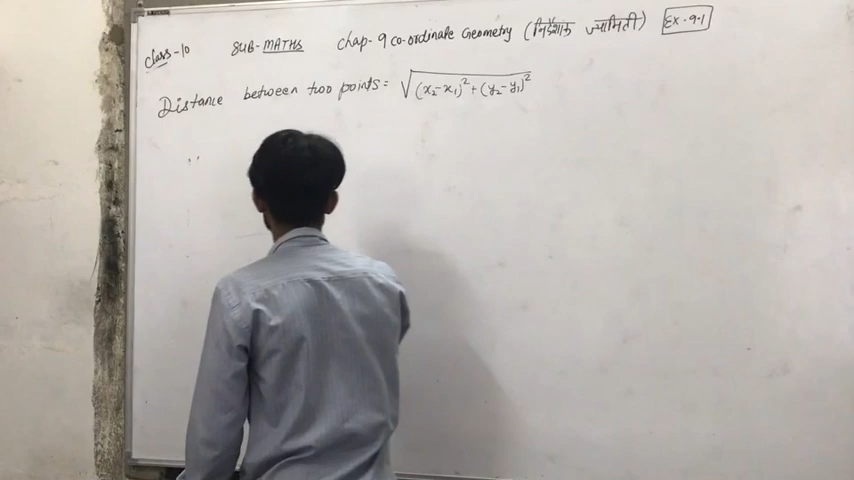 Class-10 SUB-MATHS Chap-9 co-ordinate Geometry (निर्देशांक ज्यामिती) Ex-9.1
Distance between two points = √(x₂-x₁)²+(y₂-y₁)²